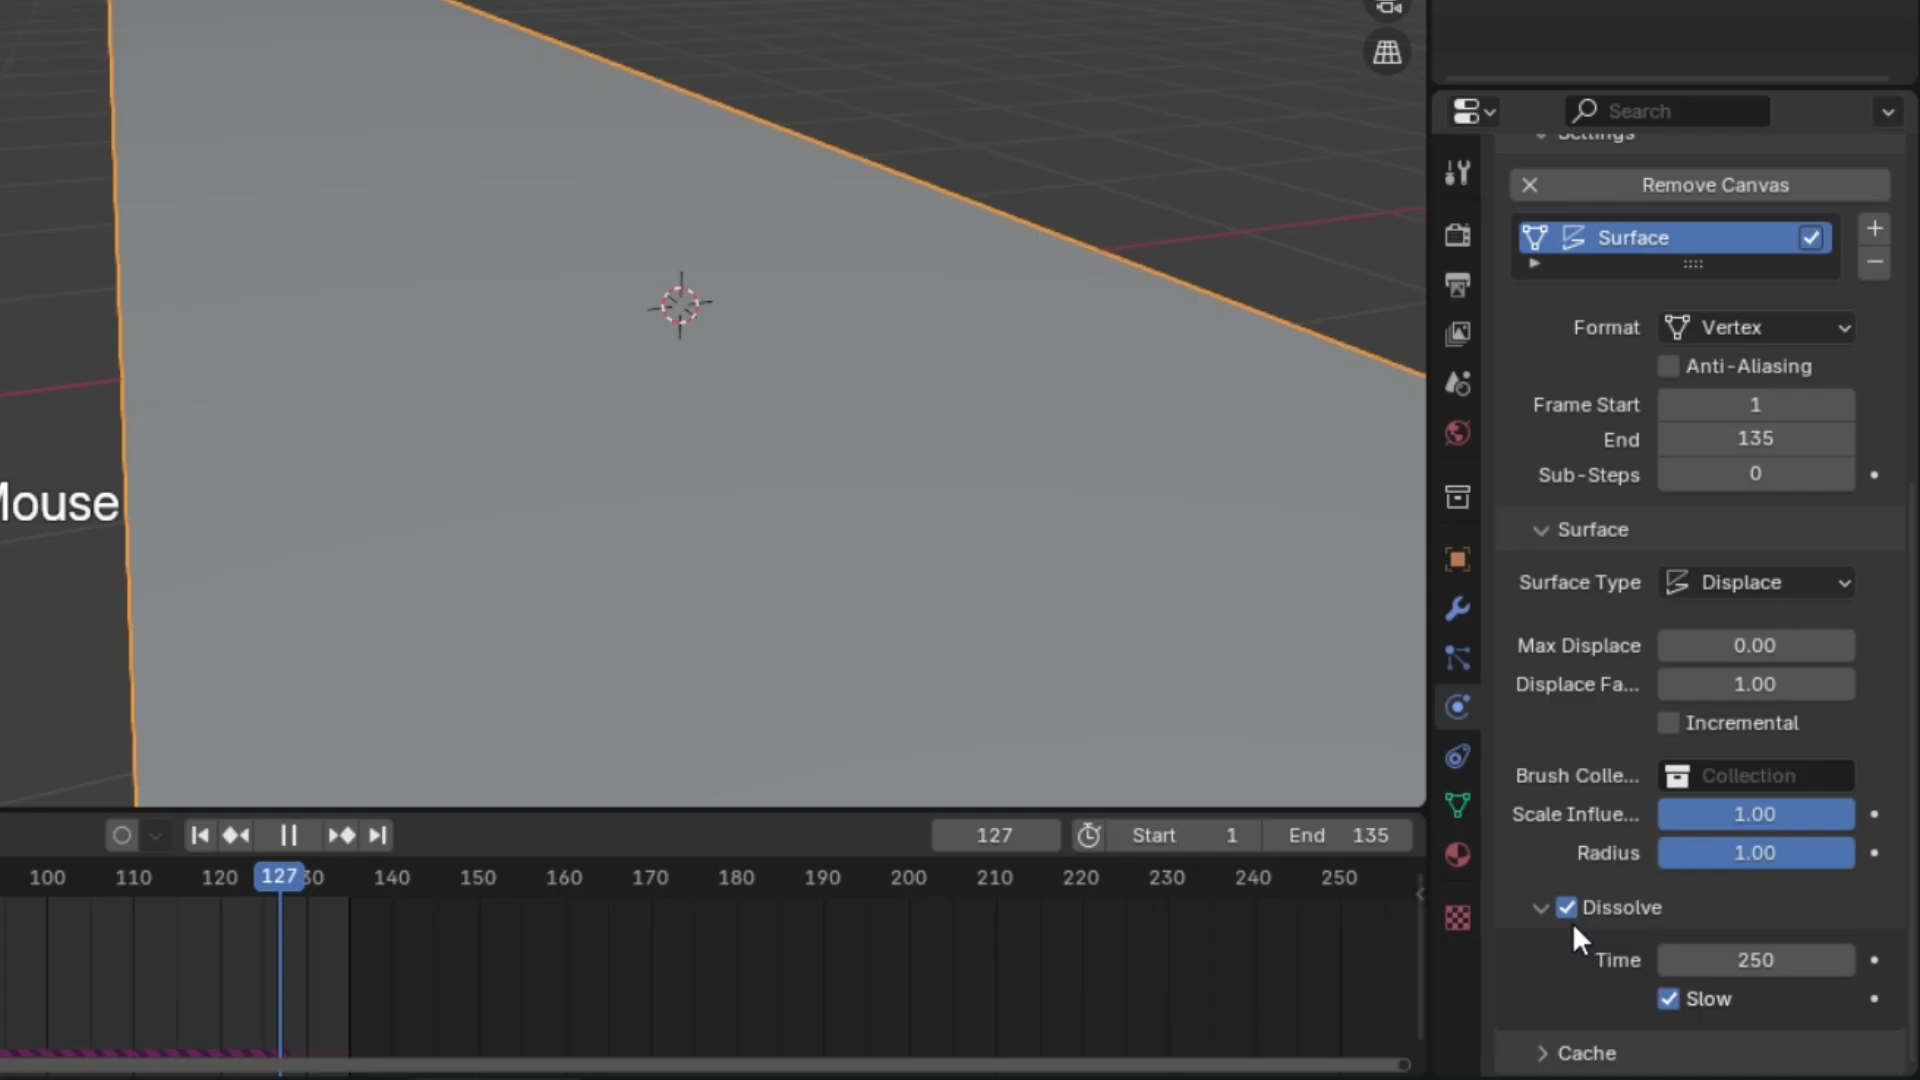 Search
Settings
Remove Canvas
Surface
Format Vertex
Anti-Aliasing
Frame Start 1
End 135
Sub-Steps 0
Surface
Surface Type Displace
Max Displace 0.00
Displace Fa... 1.00
Incremental
Brush Colle... Collection
Scale Influe... 1.00
Radius 1.00
Dissolve
Time 250
Slow
Cache
Mouse
127 Start 1 End 135
100 110 120 127 30 140 150 160 170 180 190 200 210 220 230 240 250